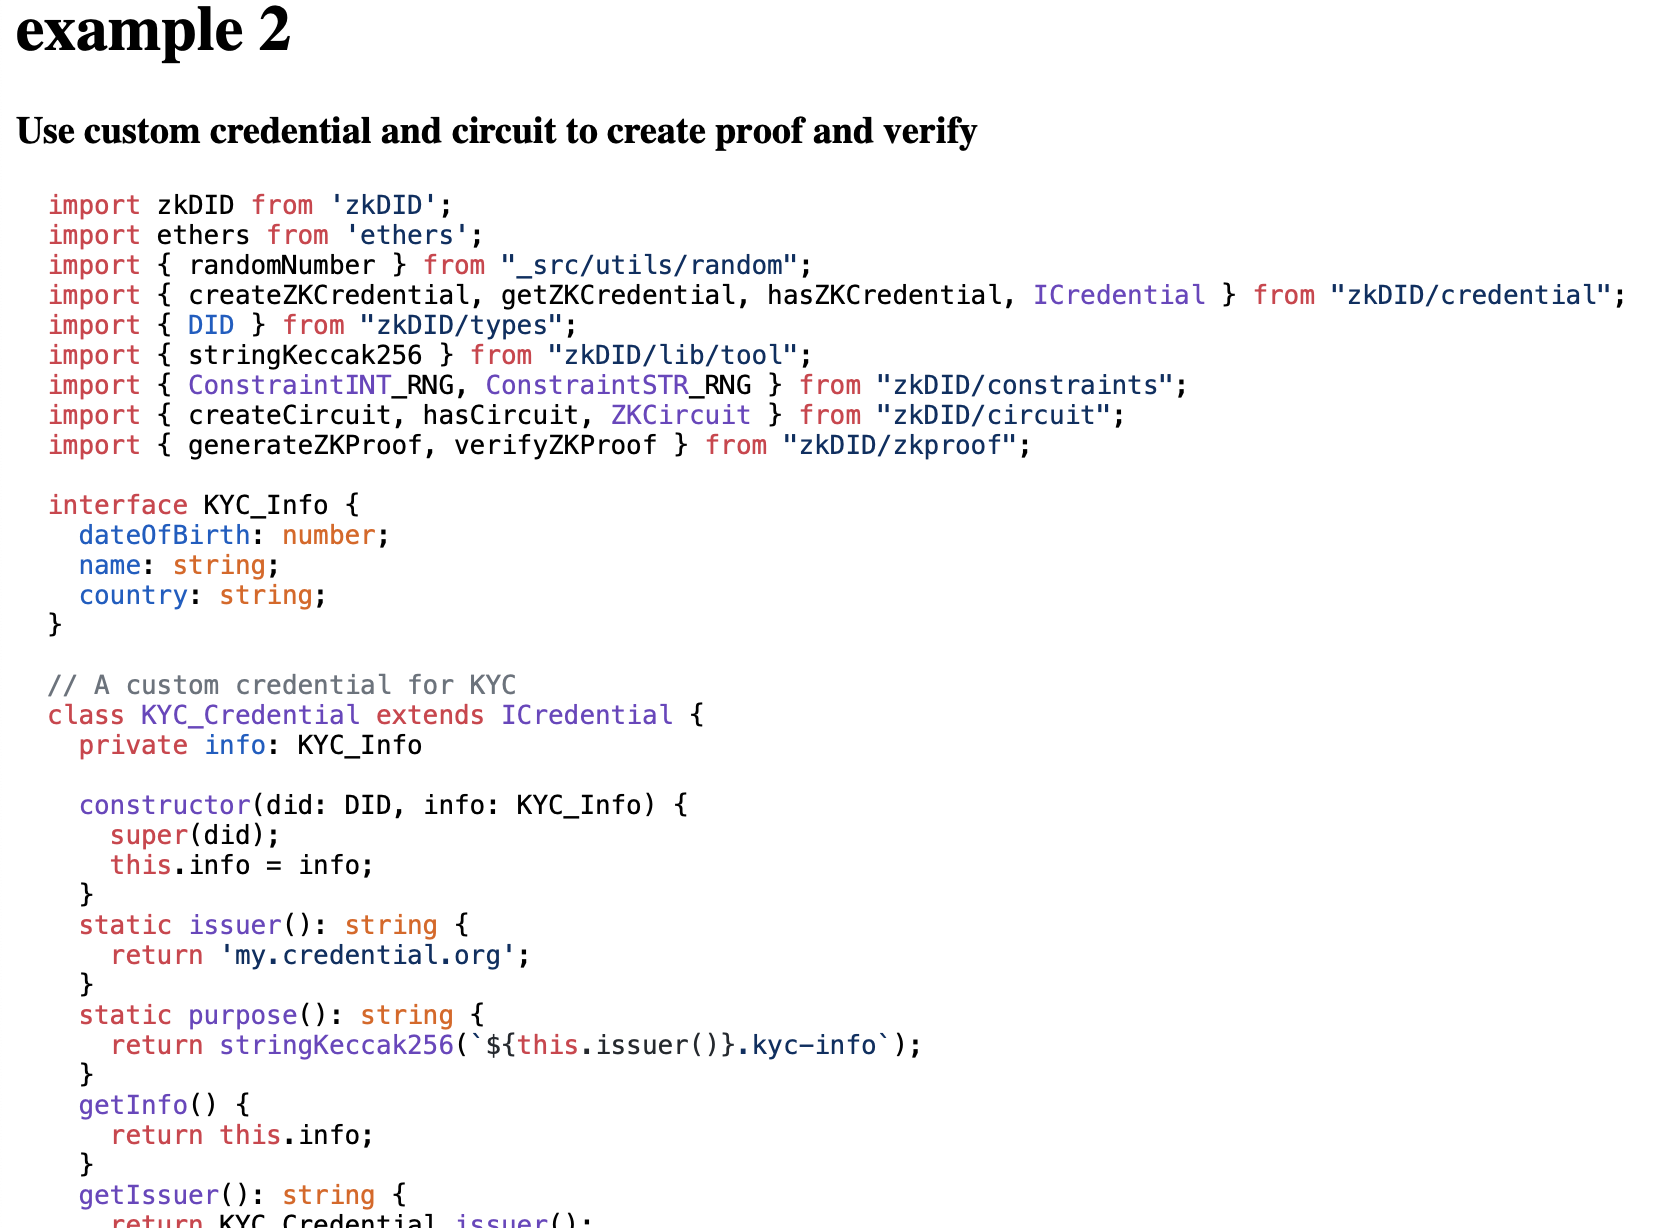 example 2
Use custom credential and circuit to create proof and verify
import zkDID from 'zkDID';
import ethers from 'ethers';
import { randomNumber } from "_src/utils/random";
import { createZKCredential, getZKCredential, hasZKCredential, ICredential } from "zkDID/credential";
import { DID } from "zkDID/types";
import { stringKeccak256 } from "zkDID/lib/tool";
import { ConstraintINT_RNG, ConstraintSTR_RNG } from "zkDID/constraints";
import { createCircuit, hasCircuit, ZKCircuit } from "zkDID/circuit";
import { generateZKProof, verifyZKProof } from "zkDID/zkproof";
interface KYC_Info {
  dateOfBirth: number;
  name: string;
  country: string;
}
// A custom credential for KYC
class KYC_Credential extends ICredential {
  private info: KYC_Info
  constructor(did: DID, info: KYC_Info) {
    super(did);
    this.info = info;
  }
  static issuer(): string {
    return 'my.credential.org';
  }
  static purpose(): string {
    return stringKeccak256(`${this.issuer()}.kyc-info`);
  }
  getInfo() {
    return this.info;
  }
  getIssuer(): string {
    return KYC_Credential.issuer();